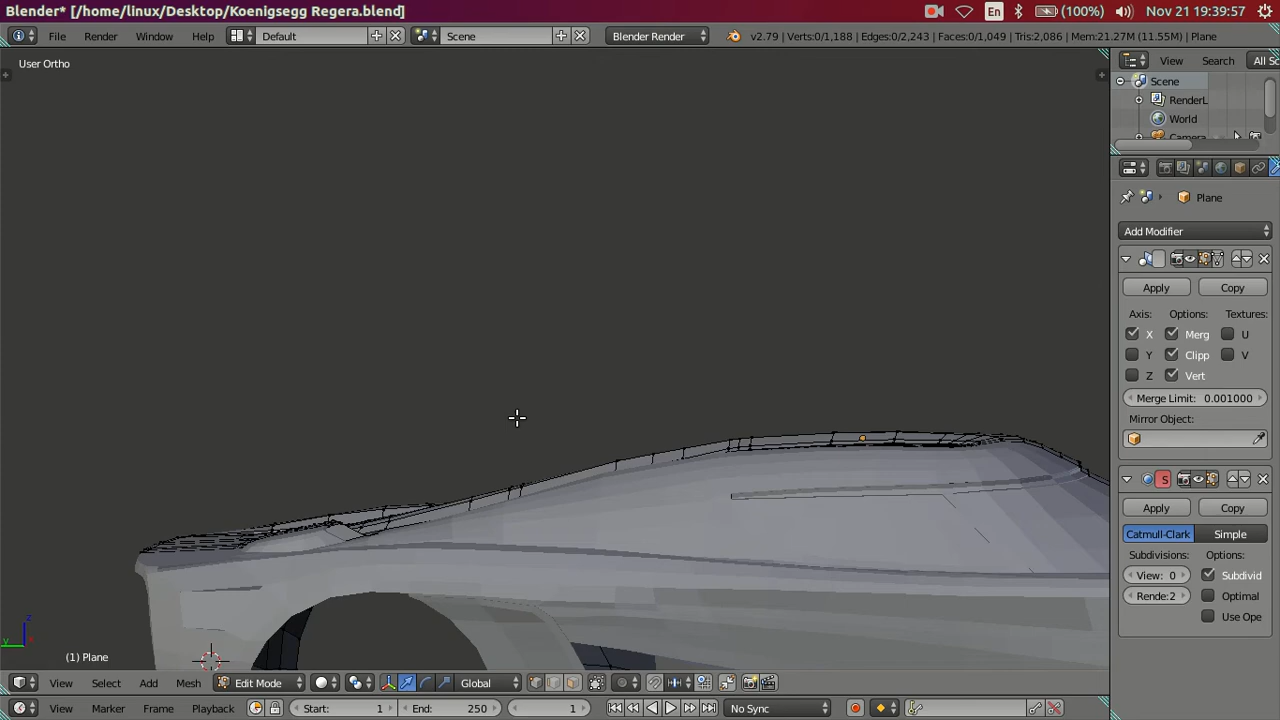 Blender* [/home/linux/Desktop/Koenigsegg Regera.blend]
En
(100%)
Nov 21 19:39:57
File
Render
Window
Help
Default
Scene
Blender Render
v2.79 | Verts:0/1,188 | Edges:0/2,243 | Faces:0/1,049 | Tris:2,086 | Mem:21.27M (11.55M) | Plane
User Ortho
View
Search
All Sc
Scene
RenderL
World
Camera
Plane
Add Modifier
Apply
Copy
Axis:
Options:
Textures:
X
Merg
U
Y
Clipp
V
Z
Vert
Merge Limit: 0.001000
Mirror Object:
S
Apply
Copy
Catmull-Clark
Simple
Subdivisions:
Options:
View: 0
Subdivid
Rende:2
Optimal
Use Ope
z
y
x
(1) Plane
View
Select
Add
Mesh
Edit Mode
Global
View
Marker
Frame
Playback
Start: 1
End: 250
1
No Sync